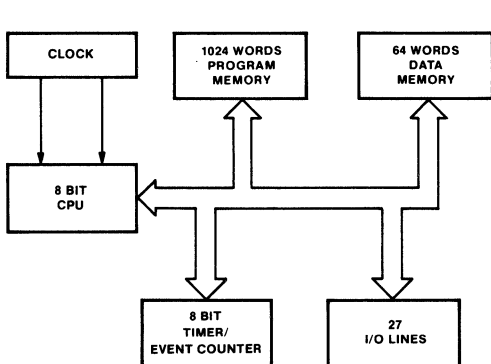 CLOCK
1024 WORDS
PROGRAM
MEMORY
64 WORDS
DATA
MEMORY
8 BIT
CPU
8 BIT
TIMER/
EVENT COUNTER
27
I/O LINES